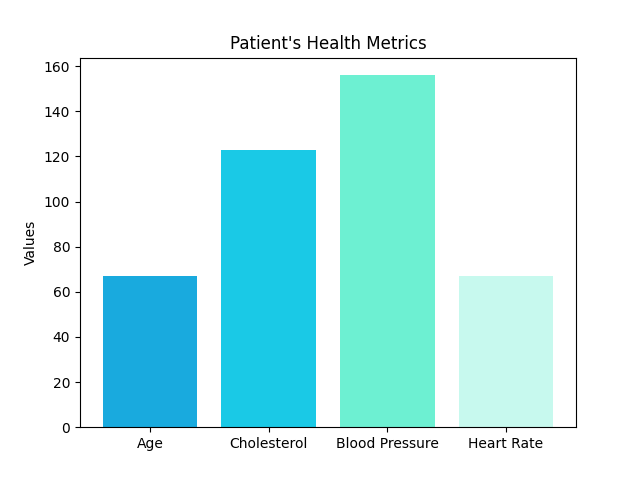 Patient's Health Metrics
Values
160
140
120
100
80
60
40
20
0
Age
Cholesterol
Blood Pressure
Heart Rate